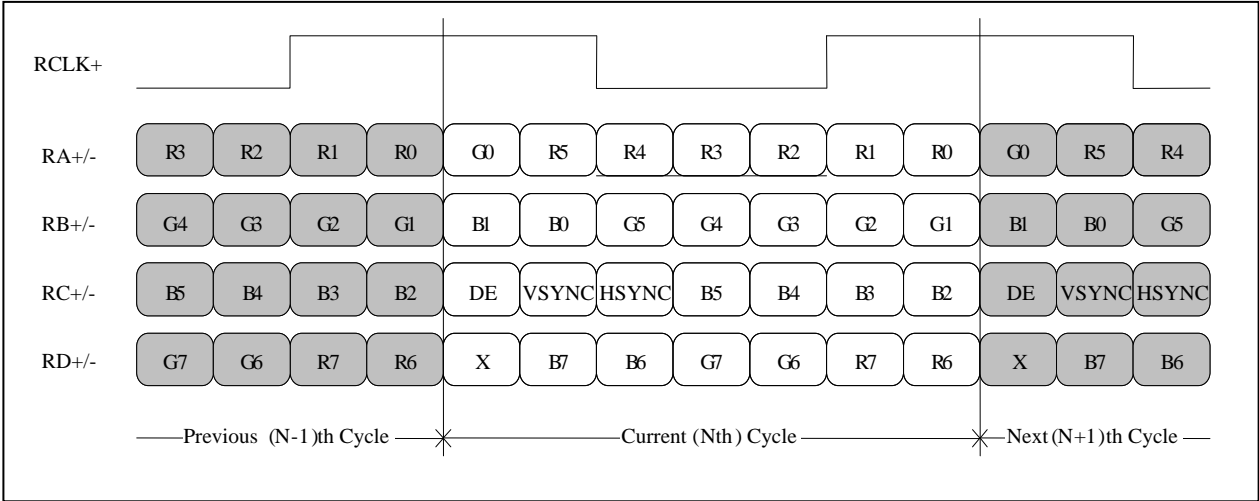 RCLK+
RA+/- R3 R2 R1 R0 G0 R5 R4 R3 R2 R1 R0 G0 R5 R4
RB+/- G4 G3 G2 G1 B1 B0 G5 G4 G3 G2 G1 B1 B0 G5
RC+/- B5 B4 B3 B2 DE VSYNC HSYNC B5 B4 B3 B2 DE VSYNC HSYNC
RD+/- G7 G6 R7 R6 X B7 B6 G7 G6 R7 R6 X B7 B6
Previous (N-1)th Cycle Current (Nth) Cycle Next (N+1)th Cycle